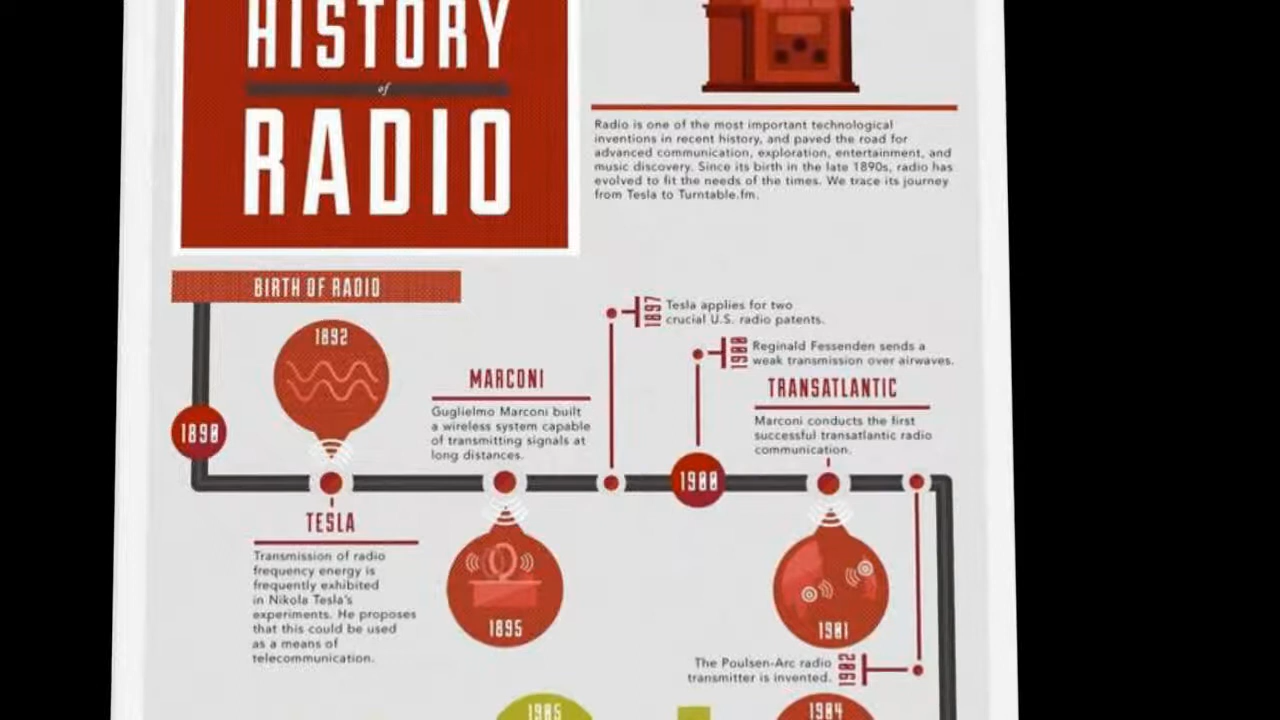 HISTORY
of
RADIO
Radio is one of the most important technological
inventions in recent history, and paved the road for
advanced communication, exploration, entertainment, and
music discovery. Since its birth in the late 1890s, radio has
evolved to fit the needs of the times. We trace its journey
from Tesla to Turntable.fm.
BIRTH OF RADIO
1890
1892
TESLA
Transmission of radio
frequency energy is
frequently exhibited
in Nikola Tesla's
experiments. He proposes
that this could be used
as a means of
telecommunication.
MARCONI
Guglielmo Marconi built
a wireless system capable
of transmitting signals at
long distances.
1895
1897
Tesla applies for two
crucial U.S. radio patents.
1900
Reginald Fessenden sends a
weak transmission over airwaves.
1900
TRANSATLANTIC
Marconi conducts the first
successful transatlantic radio
communication.
1901
The Poulsen-Arc radio
transmitter is invented.
1902
1905
1904